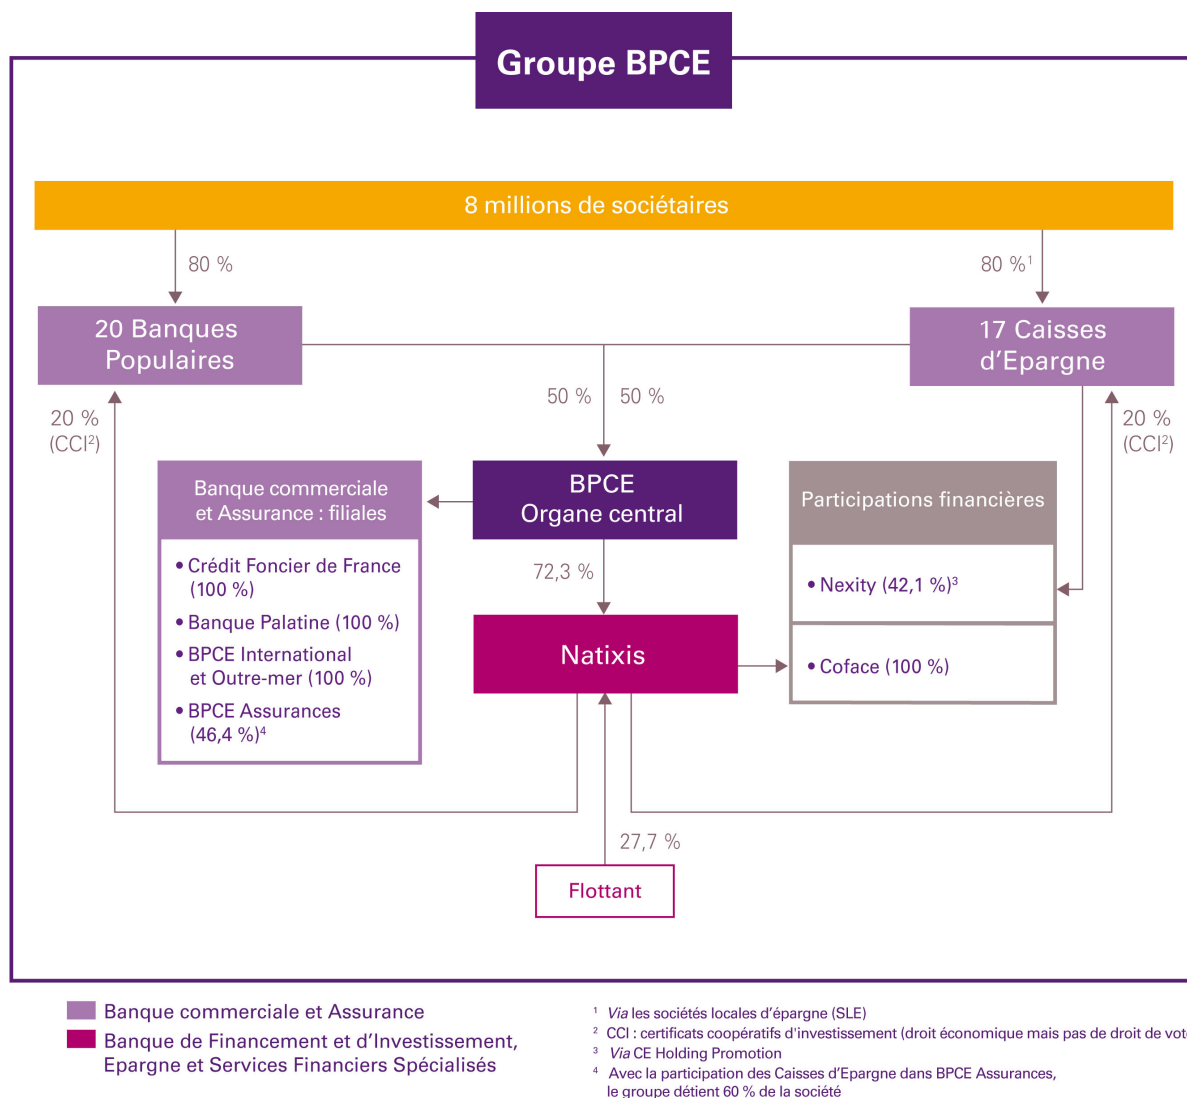 Groupe BPCE
8 millions de sociétaires
80 %
80 %¹
20 Banques
Populaires
17 Caisses
d’Epargne
50 %
50 %
20 %
(CCI²)
20 %
(CCI²)
Banque commerciale
et Assurance : filiales
BPCE
Organe central
Participations financières
• Crédit Foncier de France
(100 %)
• Banque Palatine (100 %)
• BPCE International
et Outre-mer (100 %)
• BPCE Assurances
(46,4 %)⁴
72,3 %
Natixis
• Nexity (42,1 %)³
• Coface (100 %)
27,7 %
Flottant
Banque commerciale et Assurance
Banque de Financement et d’Investissement,
Epargne et Services Financiers Spécialisés
¹ Via les sociétés locales d’épargne (SLE)
² CCI : certificats coopératifs d'investissement (droit économique mais pas de droit de vot
³ Via CE Holding Promotion
⁴ Avec la participation des Caisses d’Epargne dans BPCE Assurances,
le groupe détient 60 % de la société